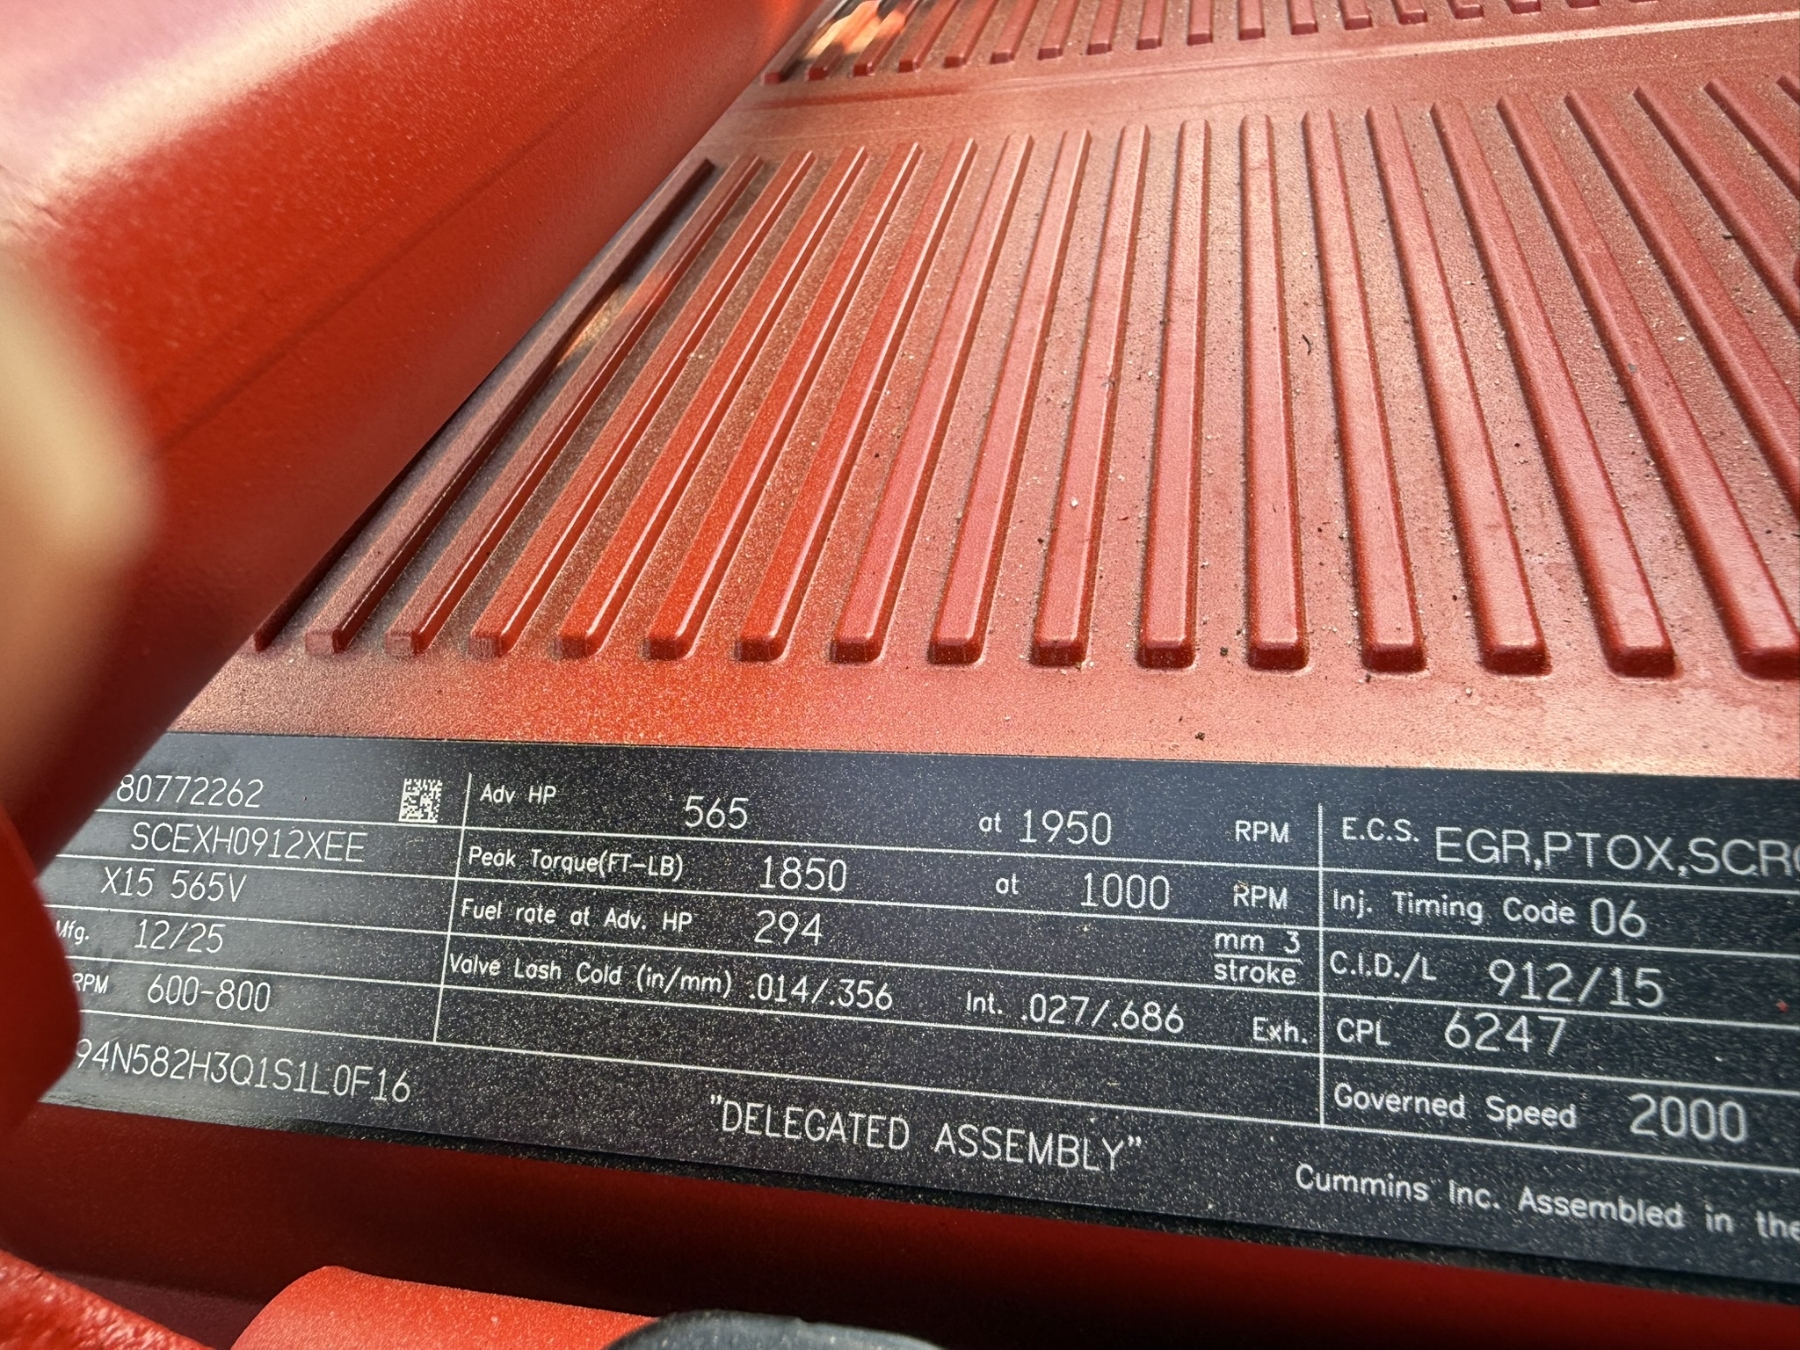 80772262
SCEXH0912XEE
X15 565V
Mfg. 12/25
RPM 600-800
94N582H3Q1S1L0F16
Adv HP 565 at 1950 RPM
Peak Torque(FT-LB) 1850 at 1000 RPM
Fuel rate at Adv. HP 294 mm 3
stroke
Valve Lash Cold (in/mm) .014/.356 Int. .027/.686 Exh.
"DELEGATED ASSEMBLY"
E.C.S. EGR,PTOX,SCRC
Inj. Timing Code 06
C.I.D./L 912/15
CPL 6247
Governed Speed 2000
Cummins Inc. Assembled in the